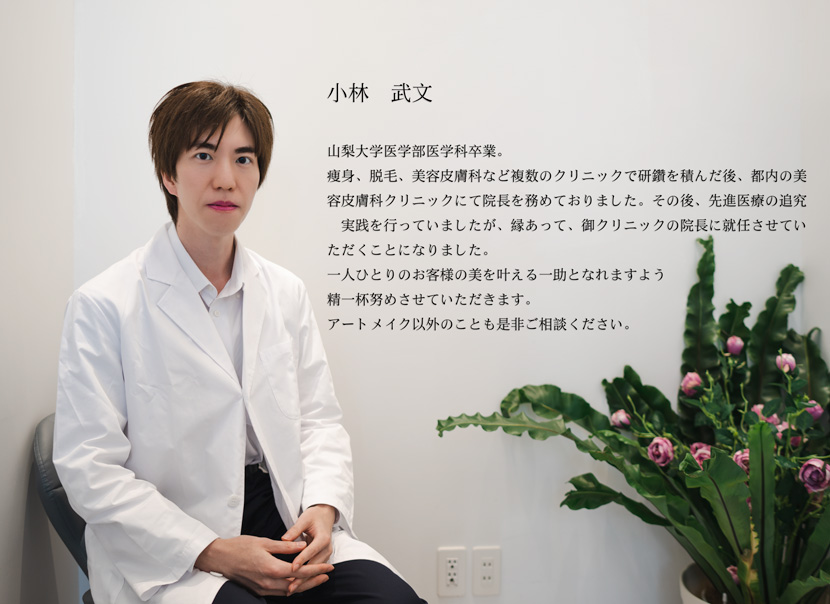 小林　武文
山梨大学医学部医学科卒業。
痩身、脱毛、美容皮膚科など複数のクリニックで研鑽を積んだ後、都内の美
容皮膚科クリニックにて院長を務めておりました。その後、先進医療の追究
　実践を行っていましたが、縁あって、御クリニックの院長に就任させてい
ただくことになりました。
一人ひとりのお客様の美を叶える一助となれますよう
精一杯努めさせていただきます。
アートメイク以外のことも是非ご相談ください。